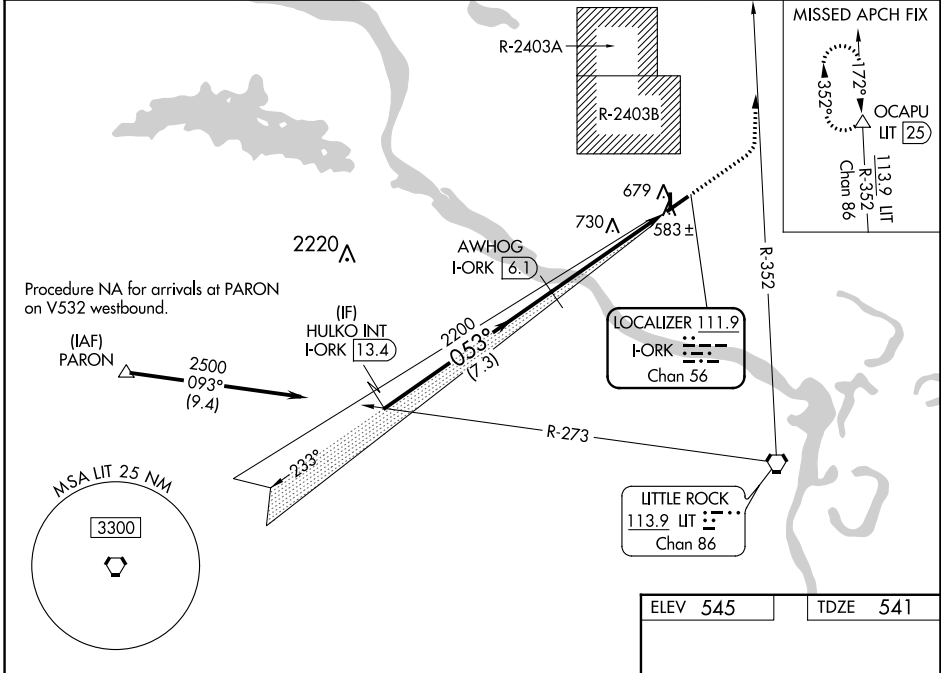 MISSED APCH FIX
172°
352°
OCAPU
LIT 25
113.9 LIT
R-352
Chan 86
R-2403A
R-2403B
679
730
583 ±
2220
AWHOG
I-ORK 6.1
Procedure NA for arrivals at PARON
on V532 westbound.
(IAF)
PARON
2500
093°
(9.4)
(IF)
HULKO INT
I-ORK 13.4
2200
053°
(7.3)
233°
R-352
LOCALIZER 111.9
I-ORK
Chan 56
R-273
LITTLE ROCK
113.9 LIT
Chan 86
MSA LIT 25 NM
3300
ELEV 545
TDZE 541